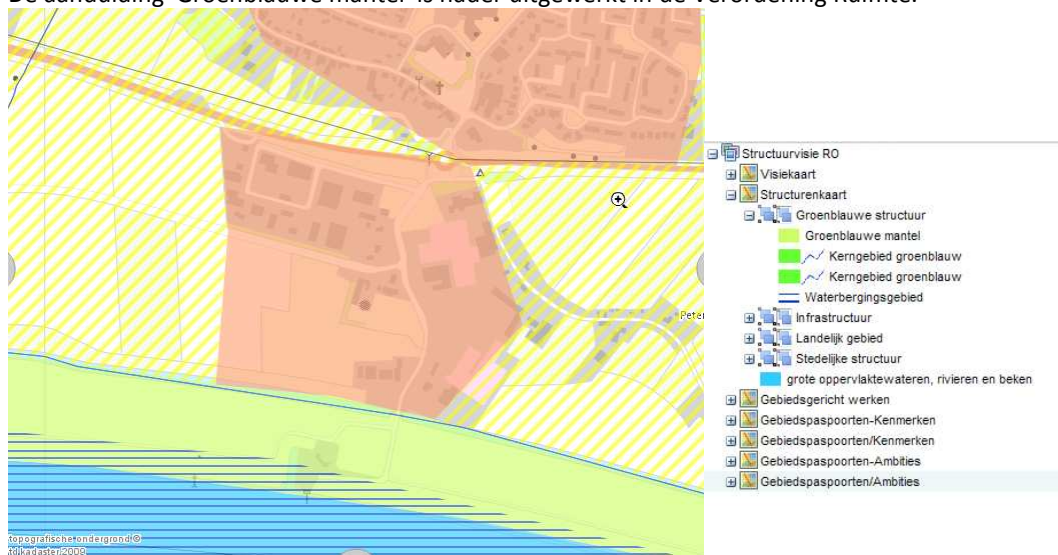 De aanduiding 'Groenblauwe mantel' is nader uitgewerkt in de Verordening Ruimte.
Structuurvisie RO
Visiekaart
Structurenkaart
Groenblauwe structuur
Groenblauwe mantel
Kerngebied groenblauw
Kerngebied groenblauw
Waterbergingsgebied
Infrastructuur
Landelijk gebied
Stedelijke structuur
grote oppervlaktewateren, rivieren en beken
Gebiedsgericht werken
Gebiedspaspoorten-Kenmerken
Gebiedspaspoorten/Kenmerken
Gebiedspaspoorten-Ambities
Gebiedspaspoorten/Ambities
Peter
topografische ondergrond ©